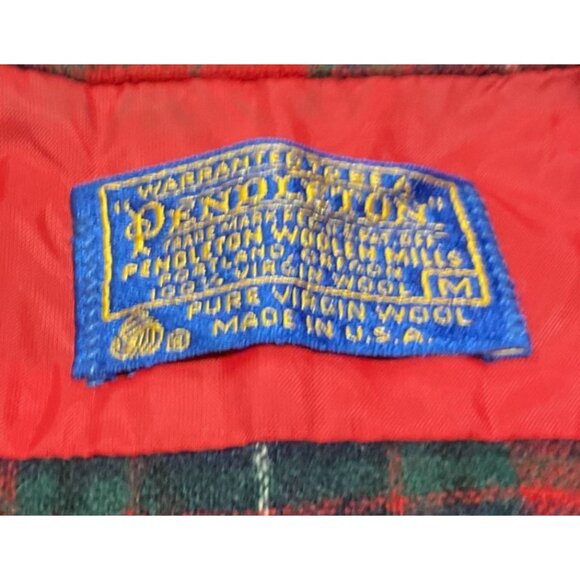 WARRANTED TO BE A
"PENDLETON"
TRADE MARK REG. U.S. PAT. OFF.
PENDLETON WOOLEN MILLS
PORTLAND, OREGON
100% VIRGIN WOOL
M
PURE VIRGIN WOOL
MADE IN U.S.A.
®